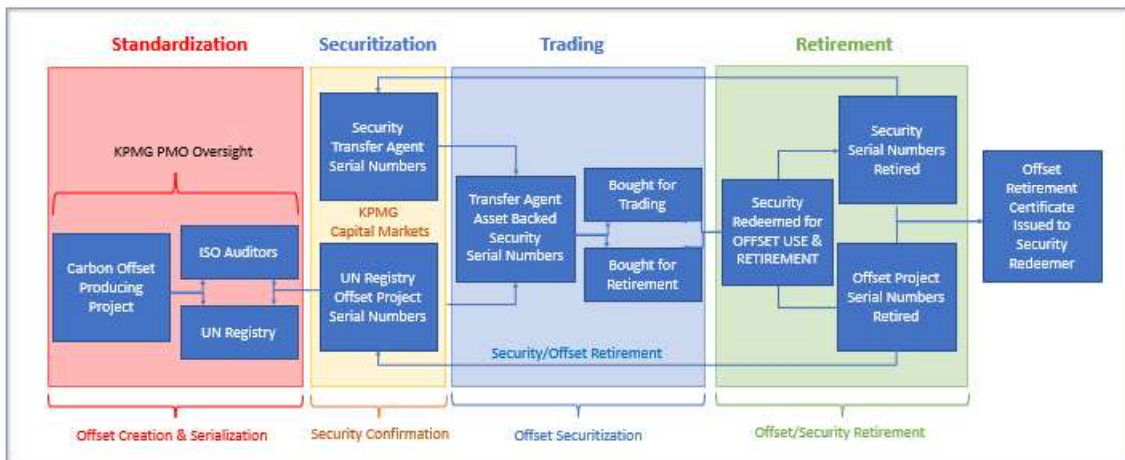 Standardization
Securitization
Trading
Retirement
KPMG PMO Oversight
Carbon Offset
Producing
Project
ISO Auditors
UN Registry
Security
Transfer Agent
Serial Numbers
KPMG
Capital Markets
UN Registry
Offset Project
Serial Numbers
Transfer Agent
Asset Backed
Security
Serial Numbers
Bought for
Trading
Bought for
Retirement
Security/Offset Retirement
Security
Redeemed for
OFFSET USE &
RETIREMENT
Security
Serial Numbers
Retired
Offset Project
Serial Numbers
Retired
Offset
Retirement
Certificate
Issued to
Security
Redeemer
Offset Creation & Serialization
Security Confirmation
Offset Securitization
Offset/Security Retirement